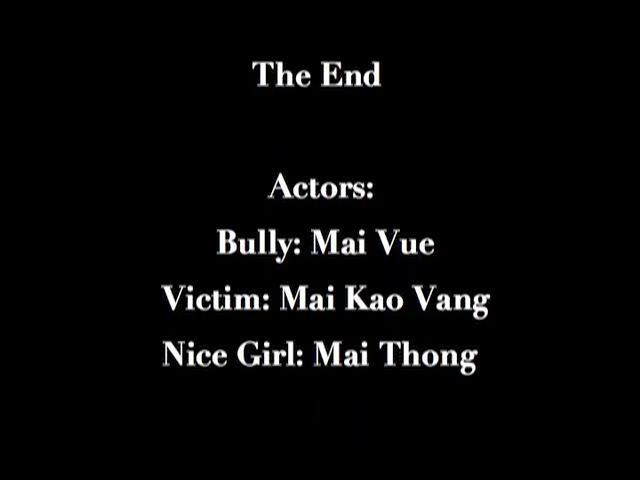 The End
Actors:
Bully: Mai Vue
Victim: Mai Kao Vang
Nice Girl: Mai Thong